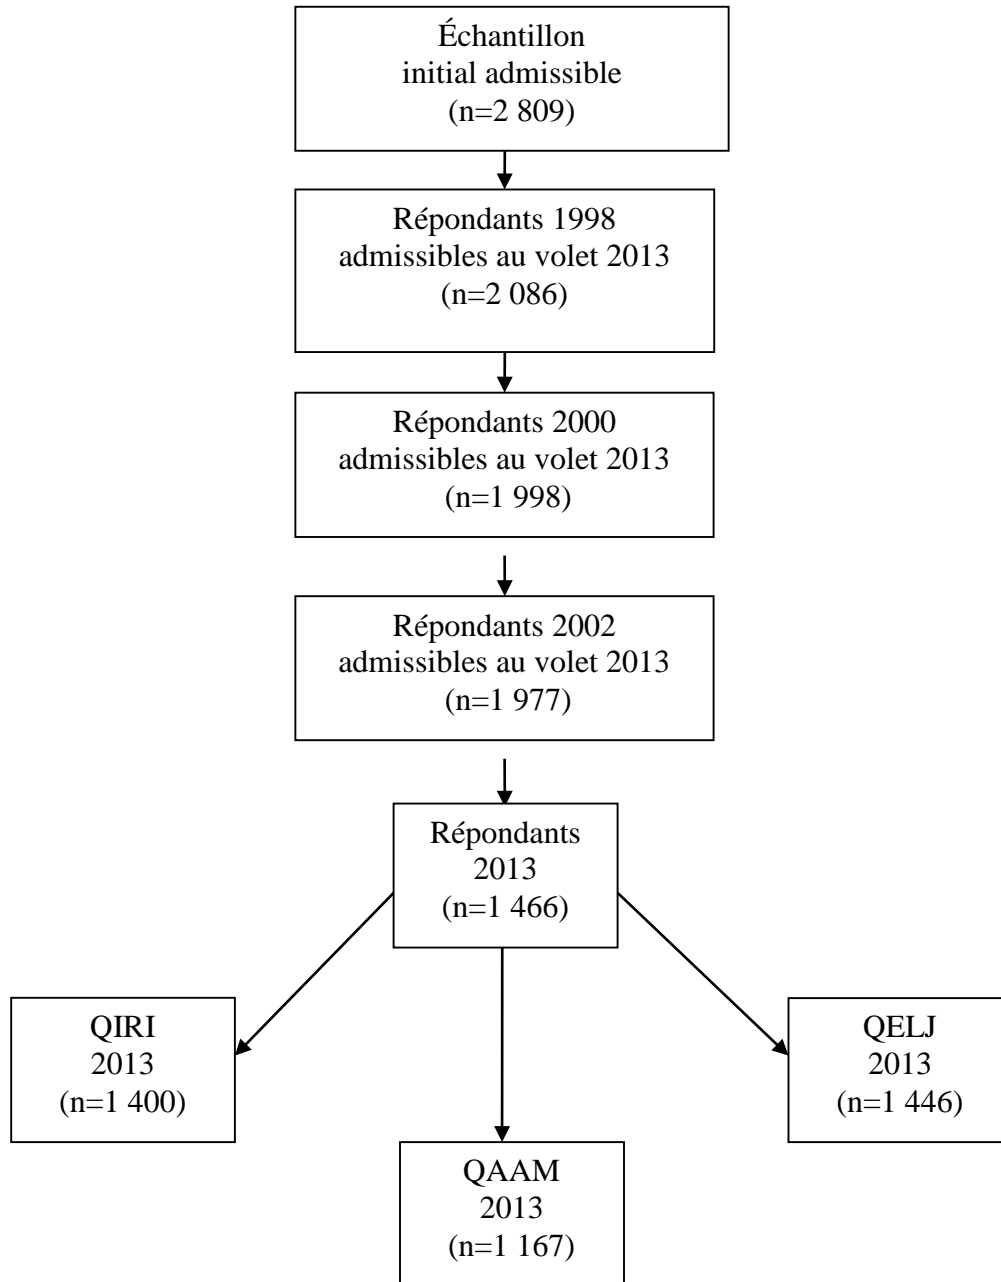 Échantillon
initial admissible
(n=2 809)
Répondants 1998
admissibles au volet 2013
(n=2 086)
Répondants 2000
admissibles au volet 2013
(n=1 998)
Répondants 2002
admissibles au volet 2013
(n=1 977)
Répondants
2013
(n=1 466)
QIRI
2013
(n=1 400)
QELJ
2013
(n=1 446)
QAAM
2013
(n=1 167)